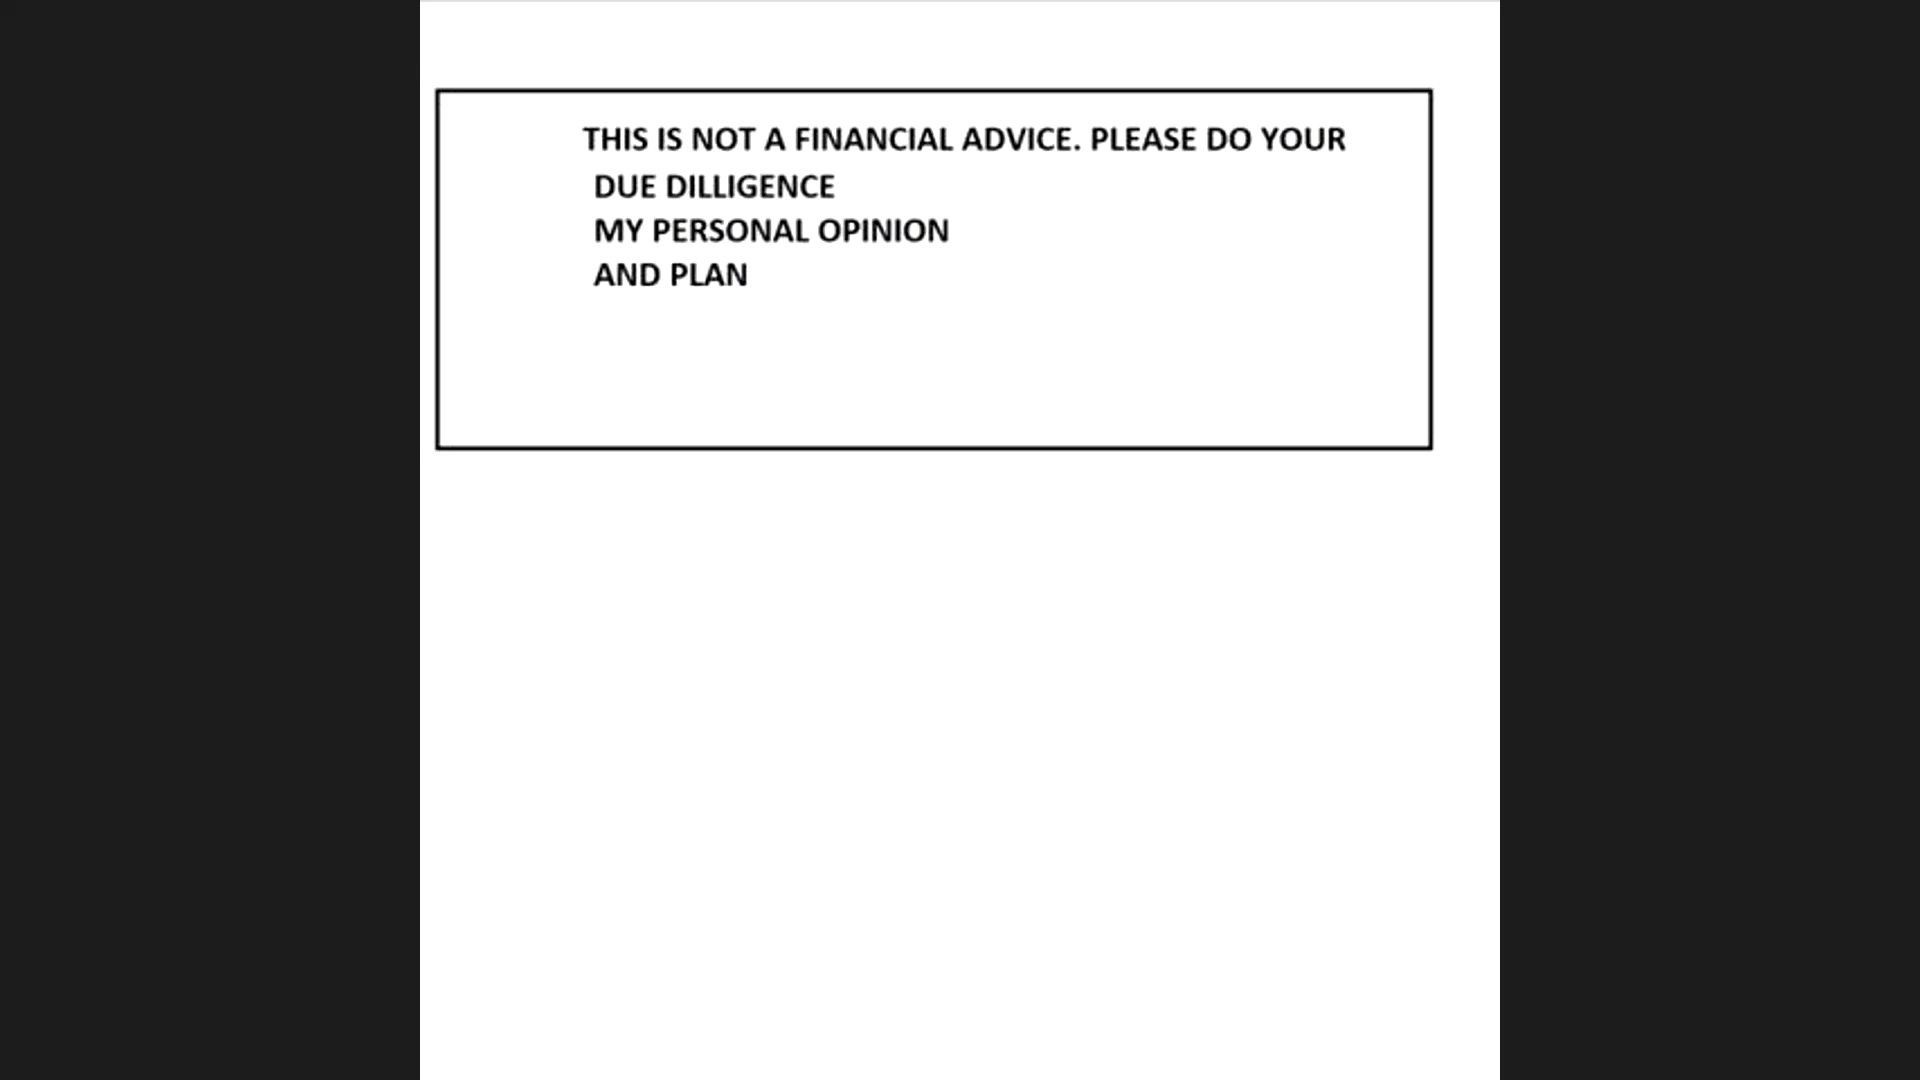 THIS IS NOT A FINANCIAL ADVICE. PLEASE DO YOUR
DUE DILLIGENCE
MY PERSONAL OPINION
AND PLAN